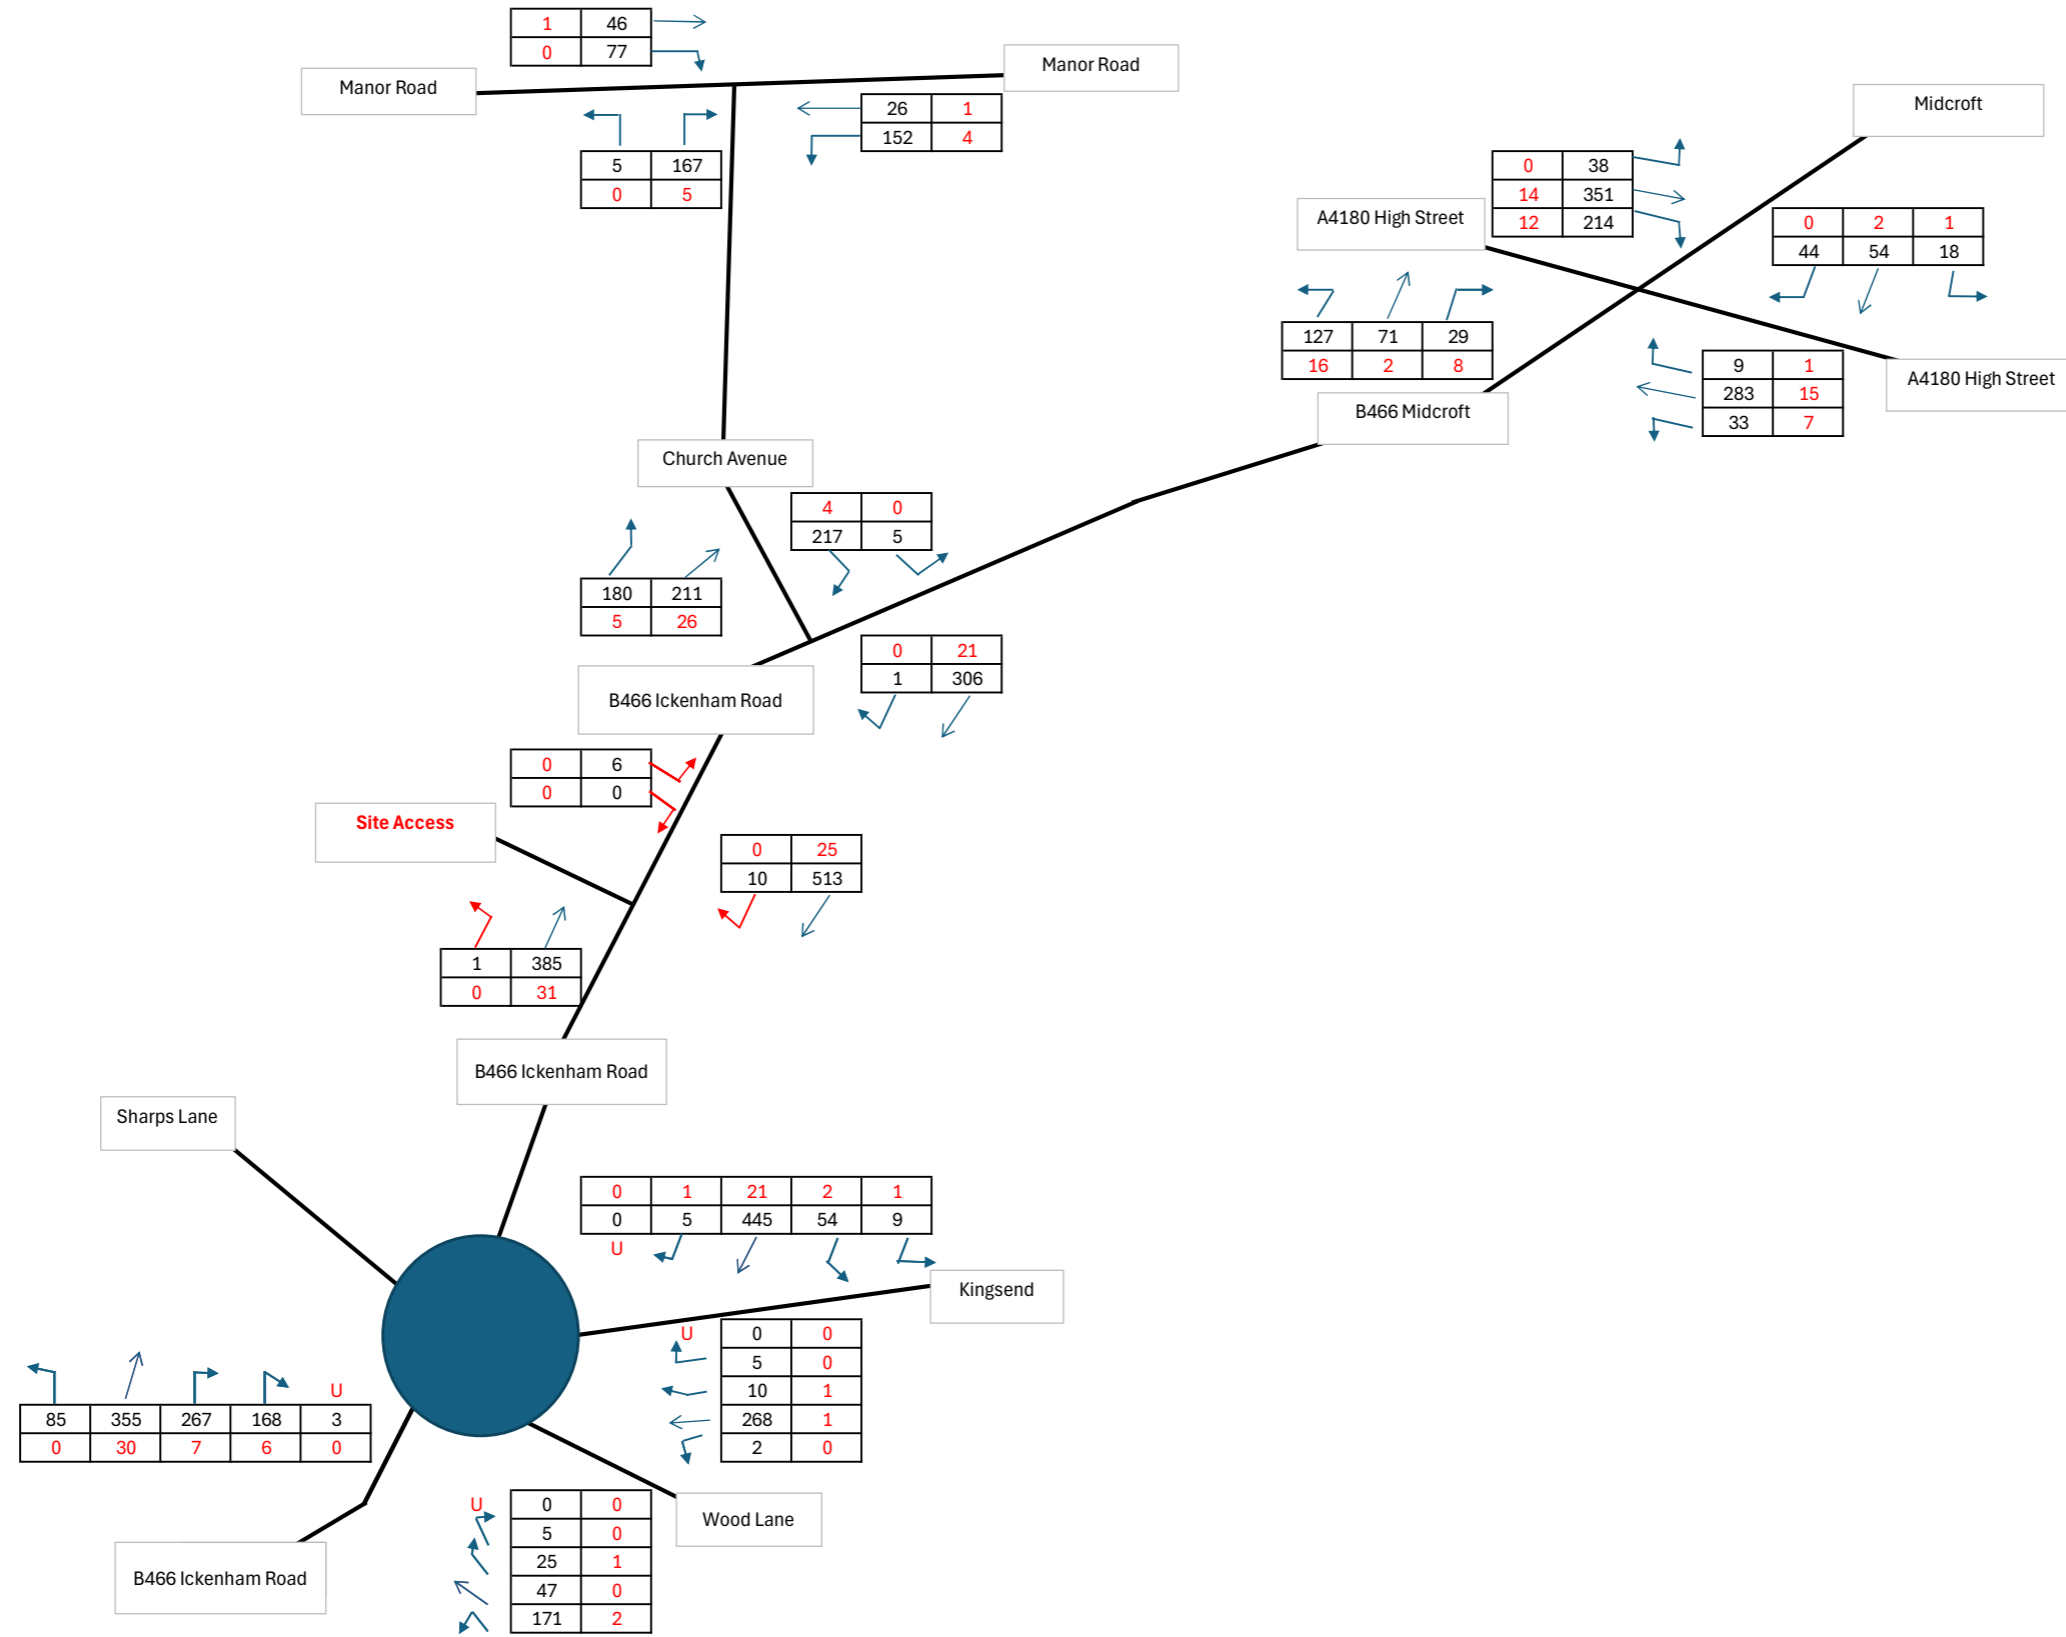 1 46
0 77
Manor Road
Manor Road
26 1
152 4
5 167
0 5
Midcroft
0 38
14 351
12 214
A4180 High Street
0 2 1
44 54 18
127 71 29
16 2 8
9 1
283 15
33 7
A4180 High Street
B466 Midcroft
Church Avenue
4 0
217 5
180 211
5 26
0 21
1 306
B466 Ickenham Road
0 6
0 0
Site Access
0 25
10 513
1 385
0 31
B466 Ickenham Road
Sharps Lane
0 1 21 2 1
0 5 445 54 9
U
Kingsend
U 0 0
5 0
10 1
268 1
2 0
U
85 355 267 168 3
0 30 7 6 0
U 0 0
5 0
25 1
47 0
171 2
Wood Lane
B466 Ickenham Road